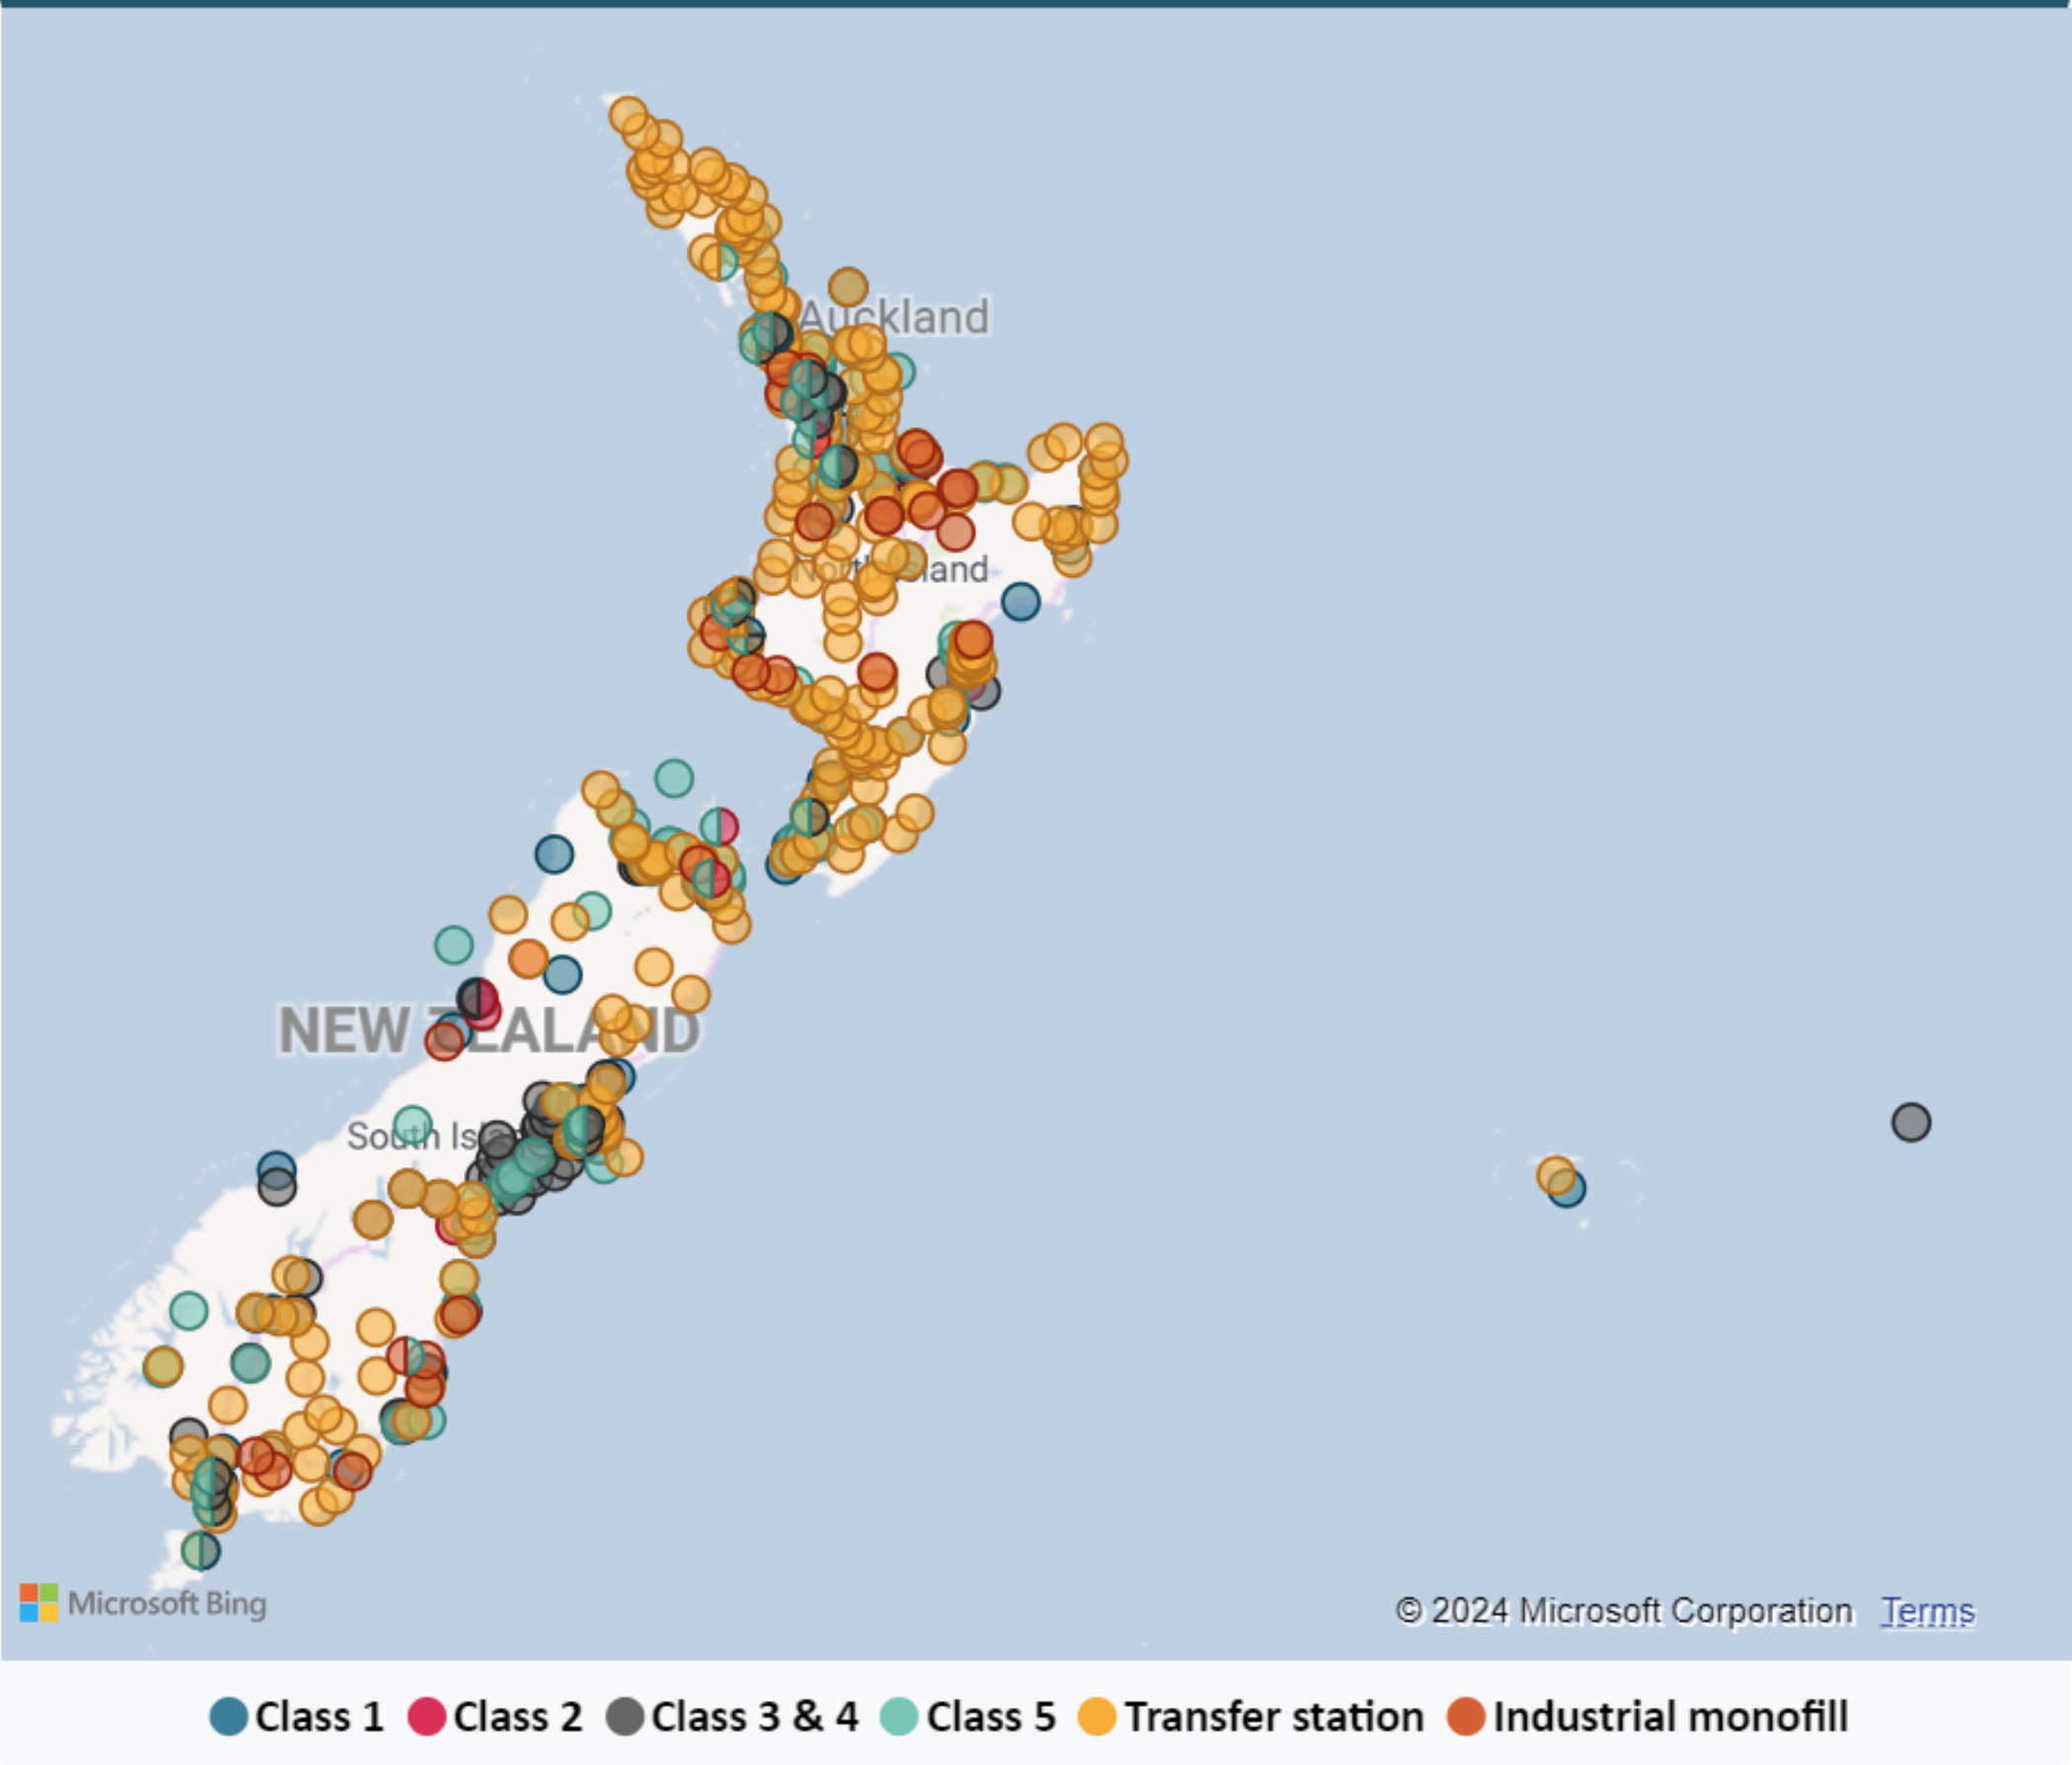 Auckland
North Island
NEW ZEALAND
South Island
Microsoft Bing
© 2024 Microsoft Corporation Terms
Class 1 Class 2 Class 3 & 4 Class 5 Transfer station Industrial monofill